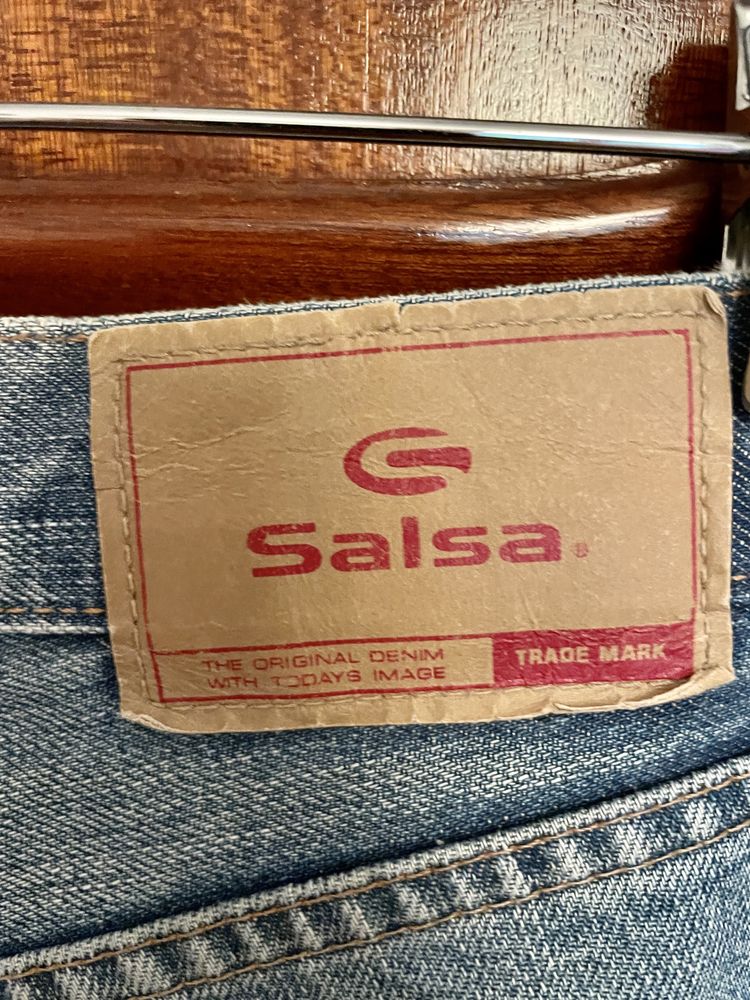 Salsa®
THE ORIGINAL DENIM
WITH TODAYS IMAGE
TRADE MARK